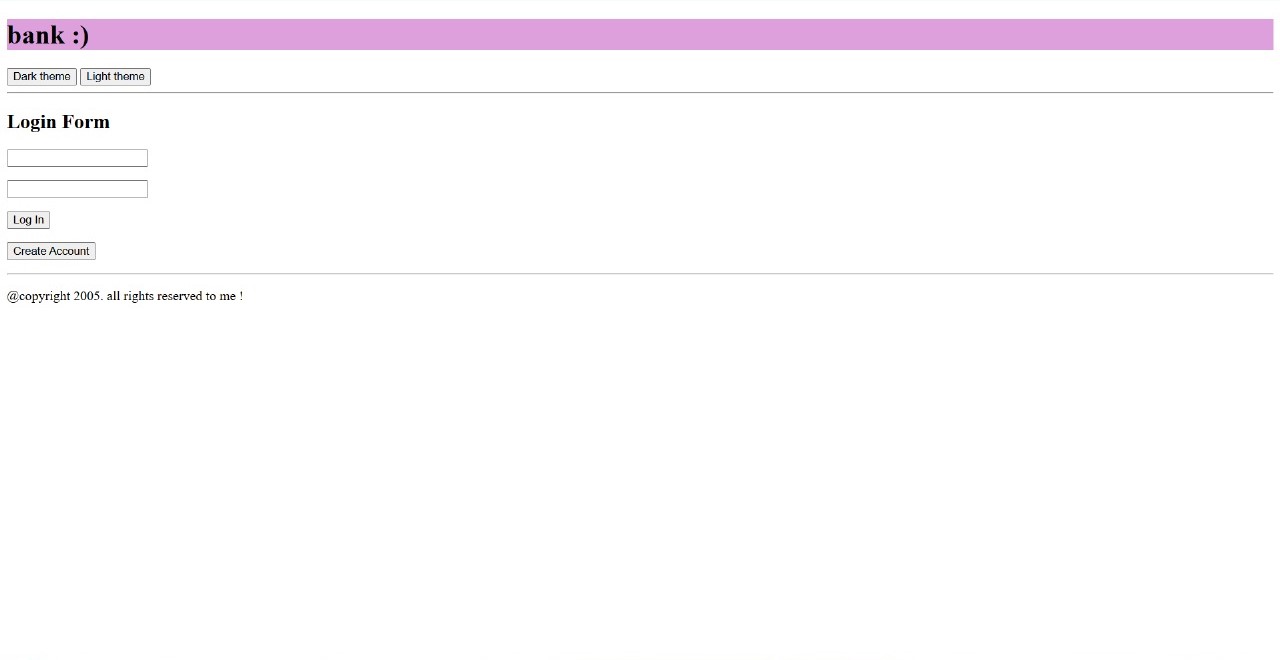 bank :)
Dark theme Light theme
Login Form
Log In
Create Account
@copyright 2005. all rights reserved to me !